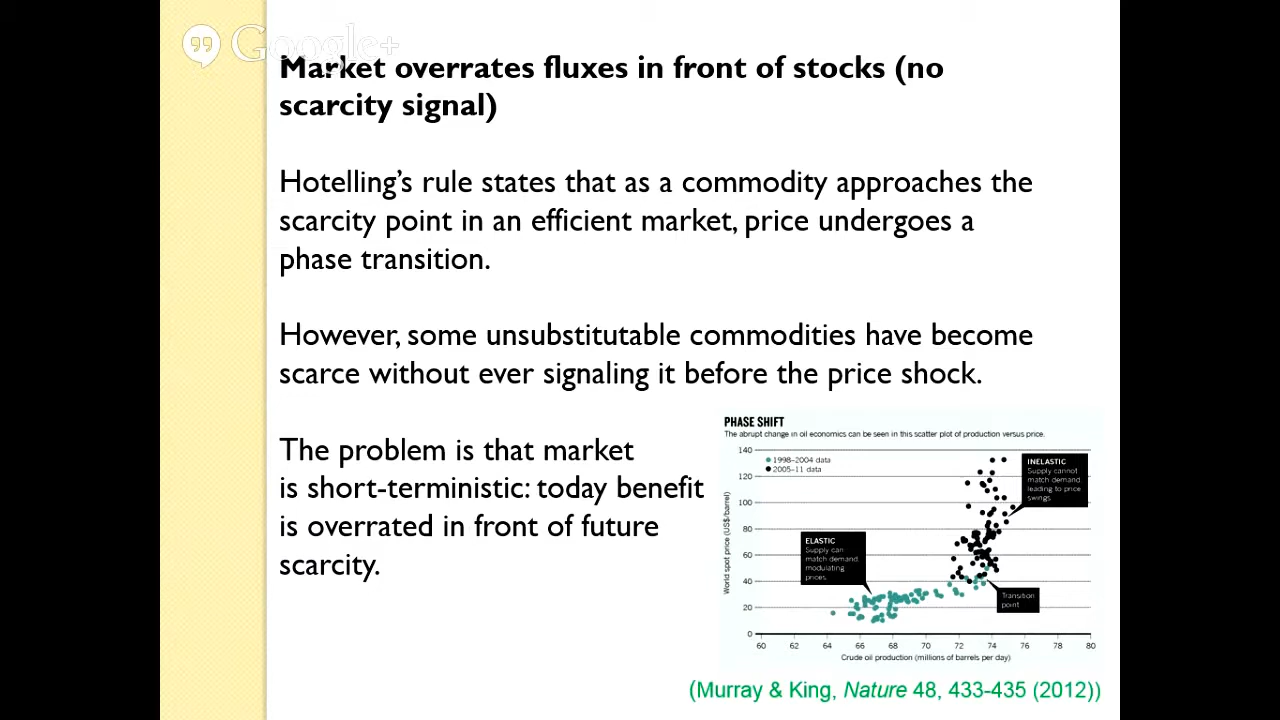 Google+
Market overrates fluxes in front of stocks (no
scarcity signal)
Hotelling's rule states that as a commodity approaches the
scarcity point in an efficient market, price undergoes a
phase transition.
However, some unsubstitutable commodities have become
scarce without ever signaling it before the price shock.
The problem is that market
is short-terministic: today benefit
is overrated in front of future
scarcity.
PHASE SHIFT
The abrupt change in oil economics can be seen in this scatter plot of production versus price.
1998–2004 data
2005–11 data
World spot price (US$/barrel)
140
120
100
80
60
40
20
0
INELASTIC
Supply cannot
match demand
leading to price
swings
ELASTIC
Supply can
match demand
modulating
prices
Transition
point
60 62 64 66 68 70 72 74 76 78 80
Crude oil production (millions of barrels per day)
(Murray & King, Nature 48, 433-435 (2012))